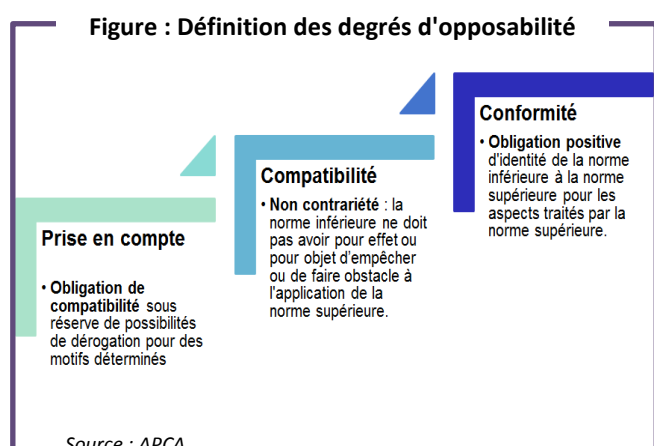 Figure : Définition des degrés d'opposabilité
Prise en compte
• Obligation de
compatibilité sous
réserve de possibilités
de dérogation pour des
motifs déterminés
Compatibilité
• Non contrariété : la
norme inférieure ne doit
pas avoir pour effet ou
pour objet d'empêcher
ou de faire obstacle à
l'application de la
norme supérieure.
Conformité
• Obligation positive
d'identité de la norme
inférieure à la norme
supérieure pour les
aspects traités par la
norme supérieure.
Source : APCA